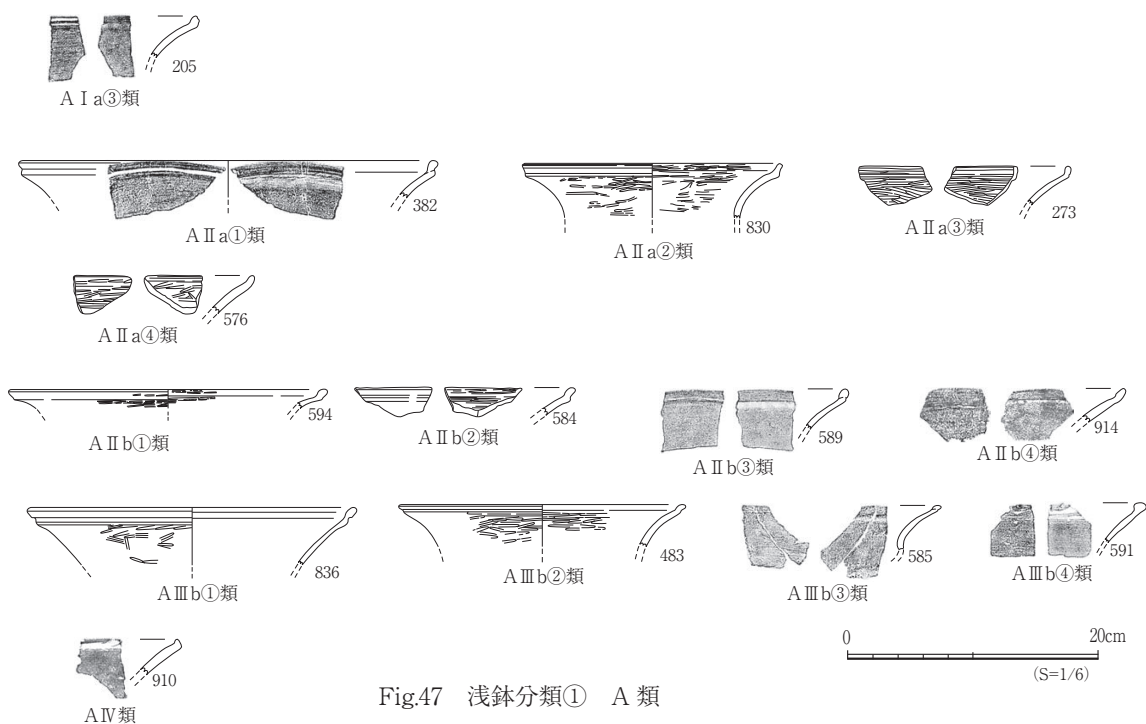 205
AⅠa③類
382
AⅡa①類
830
AⅡa②類
273
AⅡa③類
576
AⅡa④類
594
AⅡb①類
584
AⅡb②類
589
AⅡb③類
914
AⅡb④類
836
AⅢb①類
483
AⅢb②類
585
AⅢb③類
591
AⅢb④類
0 20cm
(S=1/6)
910
AⅣ類
Fig.47 浅鉢分類① A類